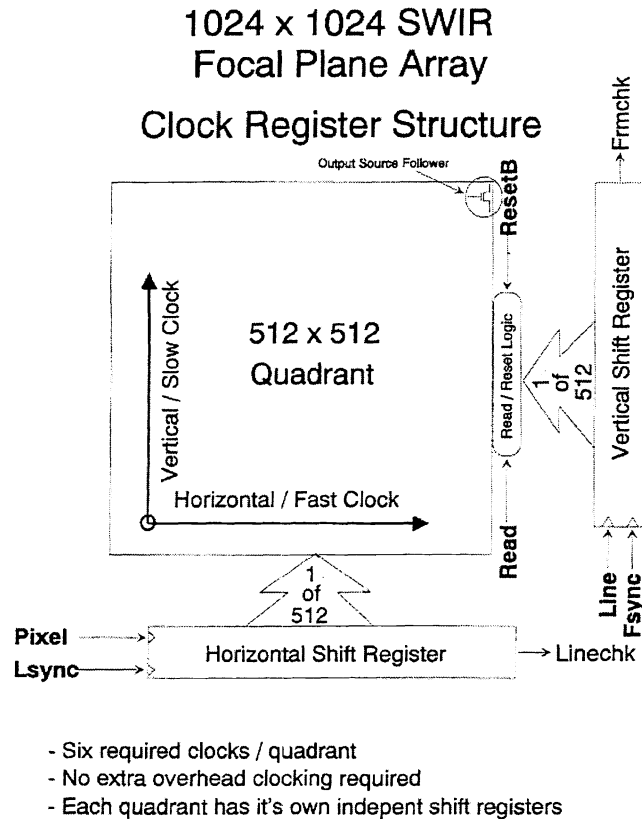 1024 x 1024 SWIR
Focal Plane Array
Clock Register Structure
Output Source Follower
ResetB
Frmchk
Vertical / Slow Clock
512 x 512
Quadrant
Read / Reset Logic
1
of
512
Vertical Shift Register
Horizontal / Fast Clock
Read
Line
Fsync
1
of
512
Pixel
Lsync
Horizontal Shift Register
Linechk
- Six required clocks / quadrant
- No extra overhead clocking required
- Each quadrant has it's own indepent shift registers